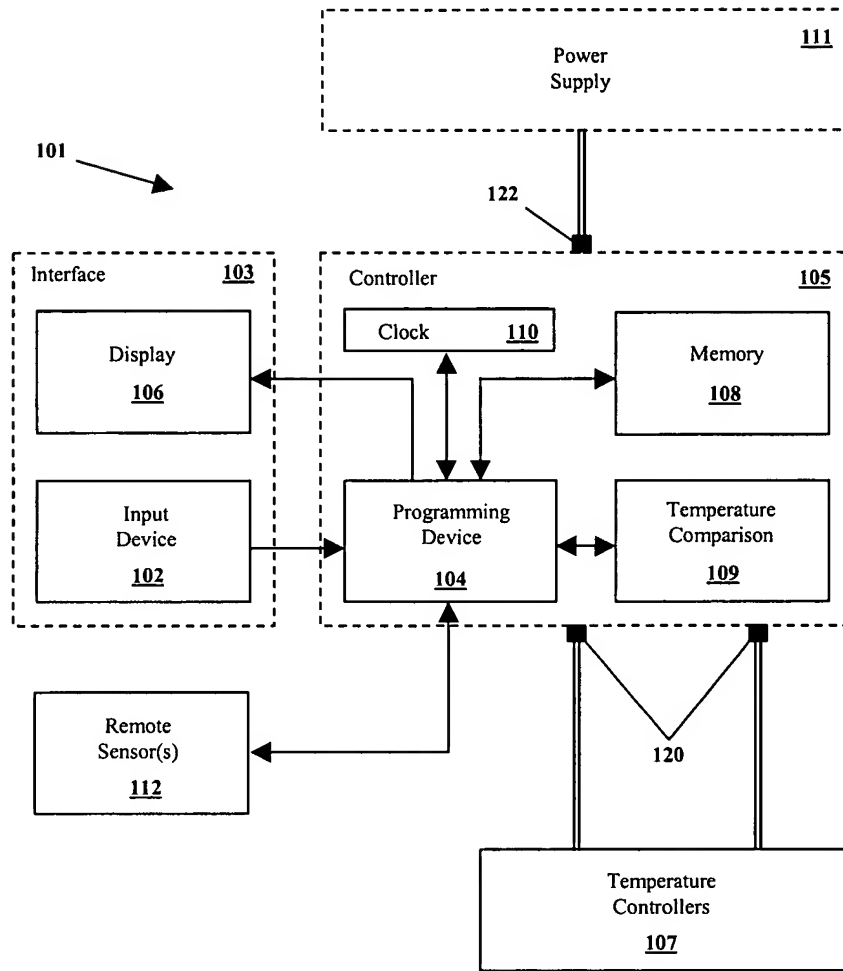 111
Power
Supply
101
122
Interface
103
Controller
105
Display
106
Clock
110
Memory
108
Input
Device
102
Programming
Device
104
Temperature
Comparison
109
Remote
Sensor(s)
112
120
Temperature
Controllers
107